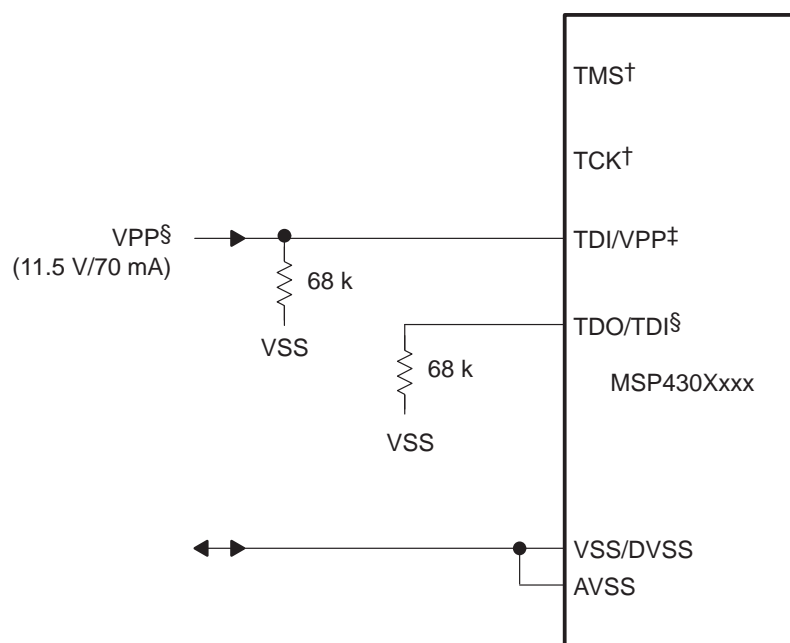 TMS†
TCK†
VPP§
(11.5 V/70 mA)
TDI/VPP‡
68 k
VSS
TDO/TDI§
68 k
MSP430Xxxx
VSS
VSS/DVSS
AVSS